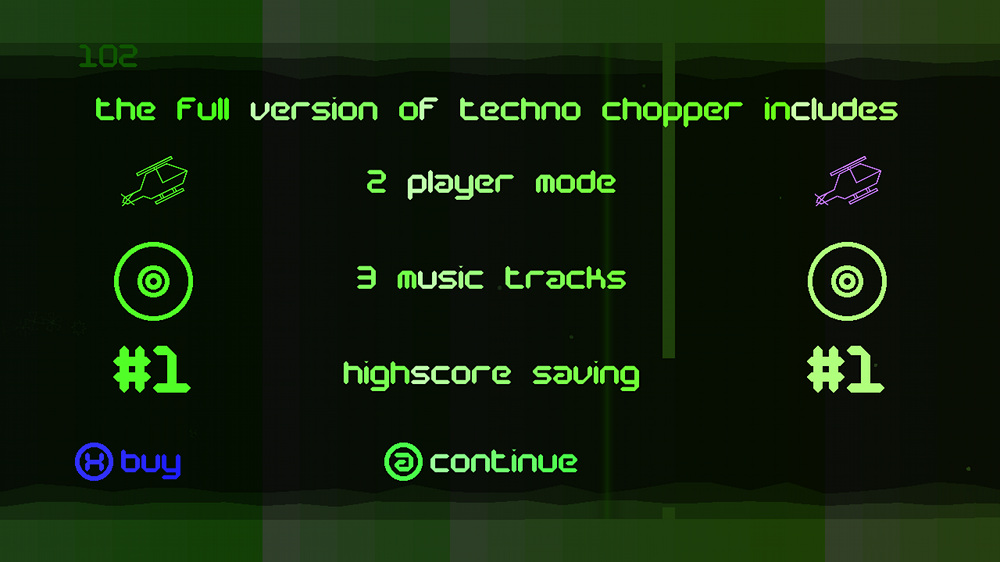 102
the full version of techno chopper includes
2 player mode
3 music tracks
#1 highscore saving #1
x buy a continue